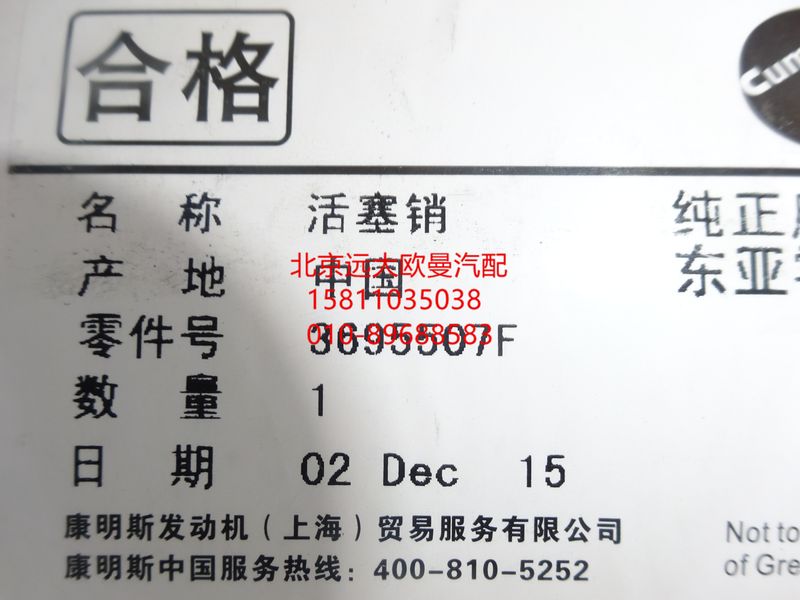 合格
Cum
名 称 活塞销 纯正
产 地 中国 东亚
北京远大欧曼汽配
15811035038
010-89688583
零件号 3695507F
数 量 1
日 期 02 Dec 15
康明斯发动机（上海）贸易服务有限公司
康明斯中国服务热线：400-810-5252
Not to
of Gre